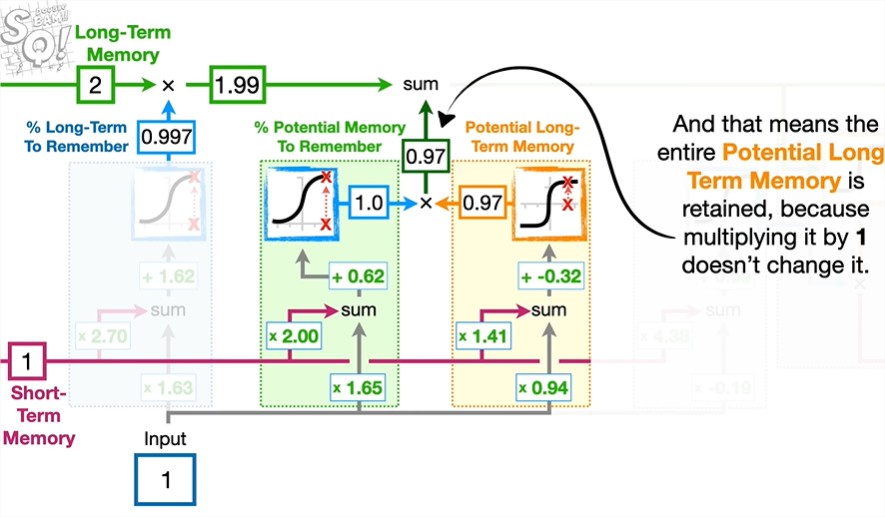 DOUBLE
BAM!!
SQ!
Long-Term
Memory
2 × 1.99 sum
% Long-Term
To Remember
0.997
% Potential Memory
To Remember
0.97
Potential Long-
Term Memory
And that means the
entire Potential Long
Term Memory is
retained, because
multiplying it by 1
doesn't change it.
1.0 × 0.97
+ 1.62
+ 0.62
+ -0.32
sum
sum
sum
sum
× 2.70
× 2.00
× 1.41
× 4.38
1
× 1.63
× 1.65
× 0.94
× -0.19
Short-
Term
Memory
Input
1